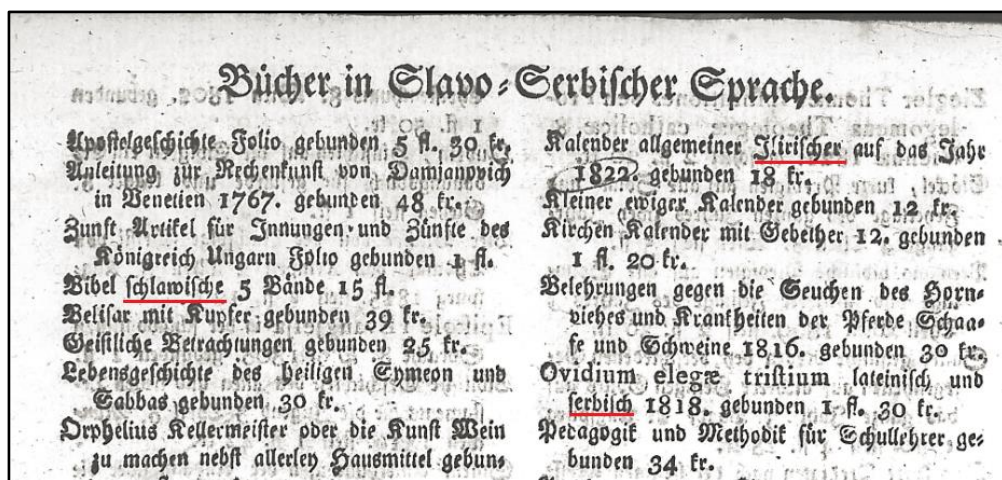 Bücher in Slavo-Serbischer Sprache.
Apostelgeschichte Folio gebunden 5 fl. 30 kr.
Anleitung zur Rechenkunst von Damjanovich
in Venetien 1767. gebunden 48 kr.
Zunft Artikel für Innungen und Zünfte des
Königreich Ungarn Folio gebunden 1 fl.
Bibel schlawische 5 Bände 15 fl.
Belisar mit Kupfer gebunden 39 kr.
Geistliche Betrachtungen gebunden 25 kr.
Lebensgeschichte des heiligen Symeon und
Sabbas gebunden 30 kr.
Orphelius Kellermeister oder die Kunst Wein
zu machen nebst allerley Hausmittel gebun-
Kalender allgemeiner Ilirischer auf das Jahr
1822. gebunden 18 kr.
Kleiner ewiger Kalender gebunden 12 kr.
Kirchen Kalender mit Gebether 12. gebunden
1 fl. 20 kr.
Belehrungen gegen die Seuchen des Horn-
viehes und Krankheiten der Pferde Schaa-
fe und Schweine 1816. gebunden 30 kr.
Ovidium elegæ tristium lateinisch und
serbisch 1818. gebunden 1 fl. 30 kr.
Pedagogik und Methodik für Schullehrer ge-
bunden 34 kr.